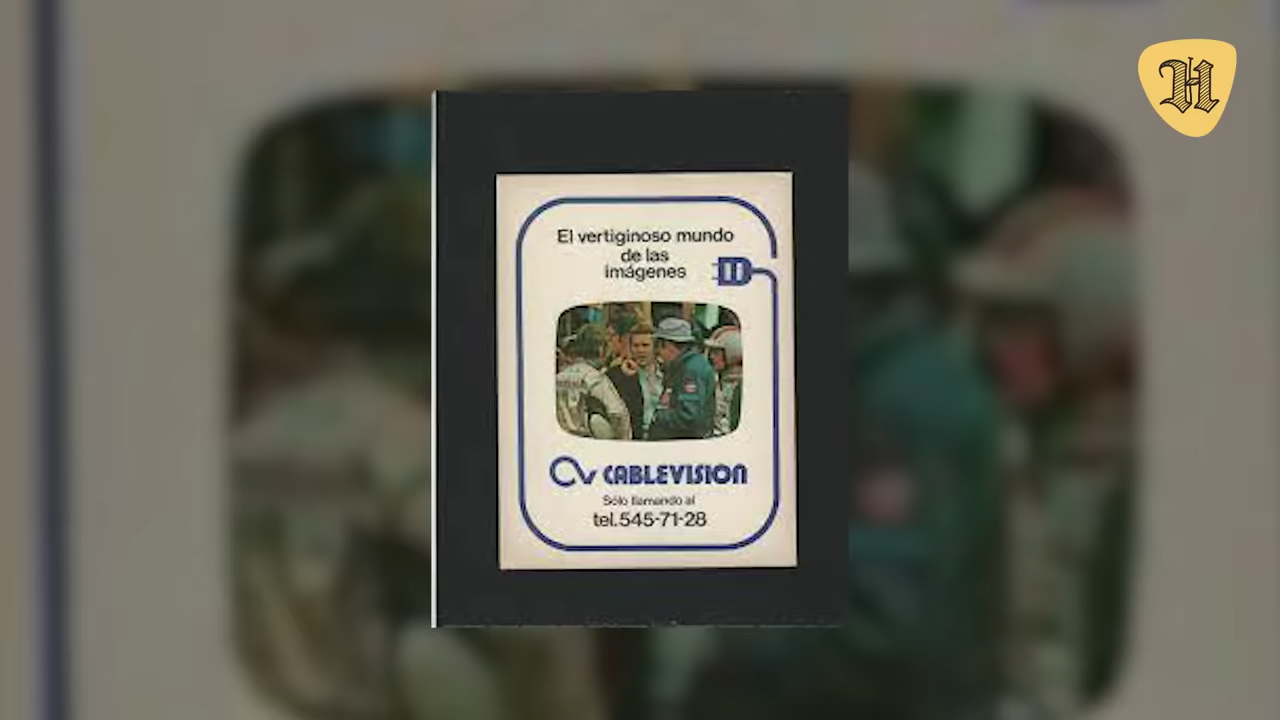 El vertiginoso mundo
de las
imágenes
CABLEVISION
Sólo llamando al
tel.545-71-28
H